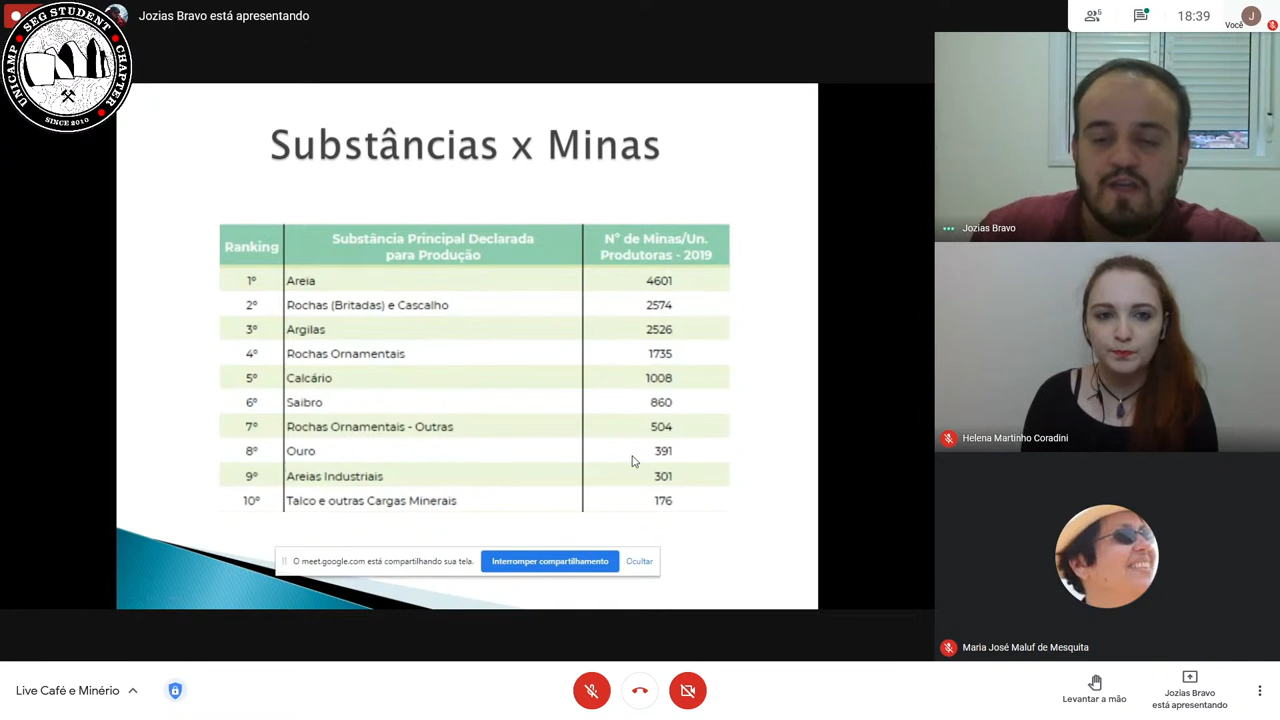 Jozias Bravo está apresentando
5
18:39
J
Você
SEG STUDENT
UNICAMP
CHAPTER
SINCE 2010
Substâncias x Minas
Ranking
Substância Principal Declarada
para Produção
Nº de Minas/Un.
Produtoras - 2019
1º Areia 4601
2º Rochas (Britadas) e Cascalho 2574
3º Argilas 2526
4º Rochas Ornamentais 1735
5º Calcário 1008
6º Saibro 860
7º Rochas Ornamentais - Outras 504
8º Ouro 391
9º Areias Industriais 301
10º Talco e outras Cargas Minerais 176
O meet.google.com está compartilhando sua tela. Interromper compartilhamento Ocultar
Jozias Bravo
Helena Martinho Coradini
Maria José Maluf de Mesquita
Live Café e Minério
Levantar a mão
Jozias Bravo
está apresentando